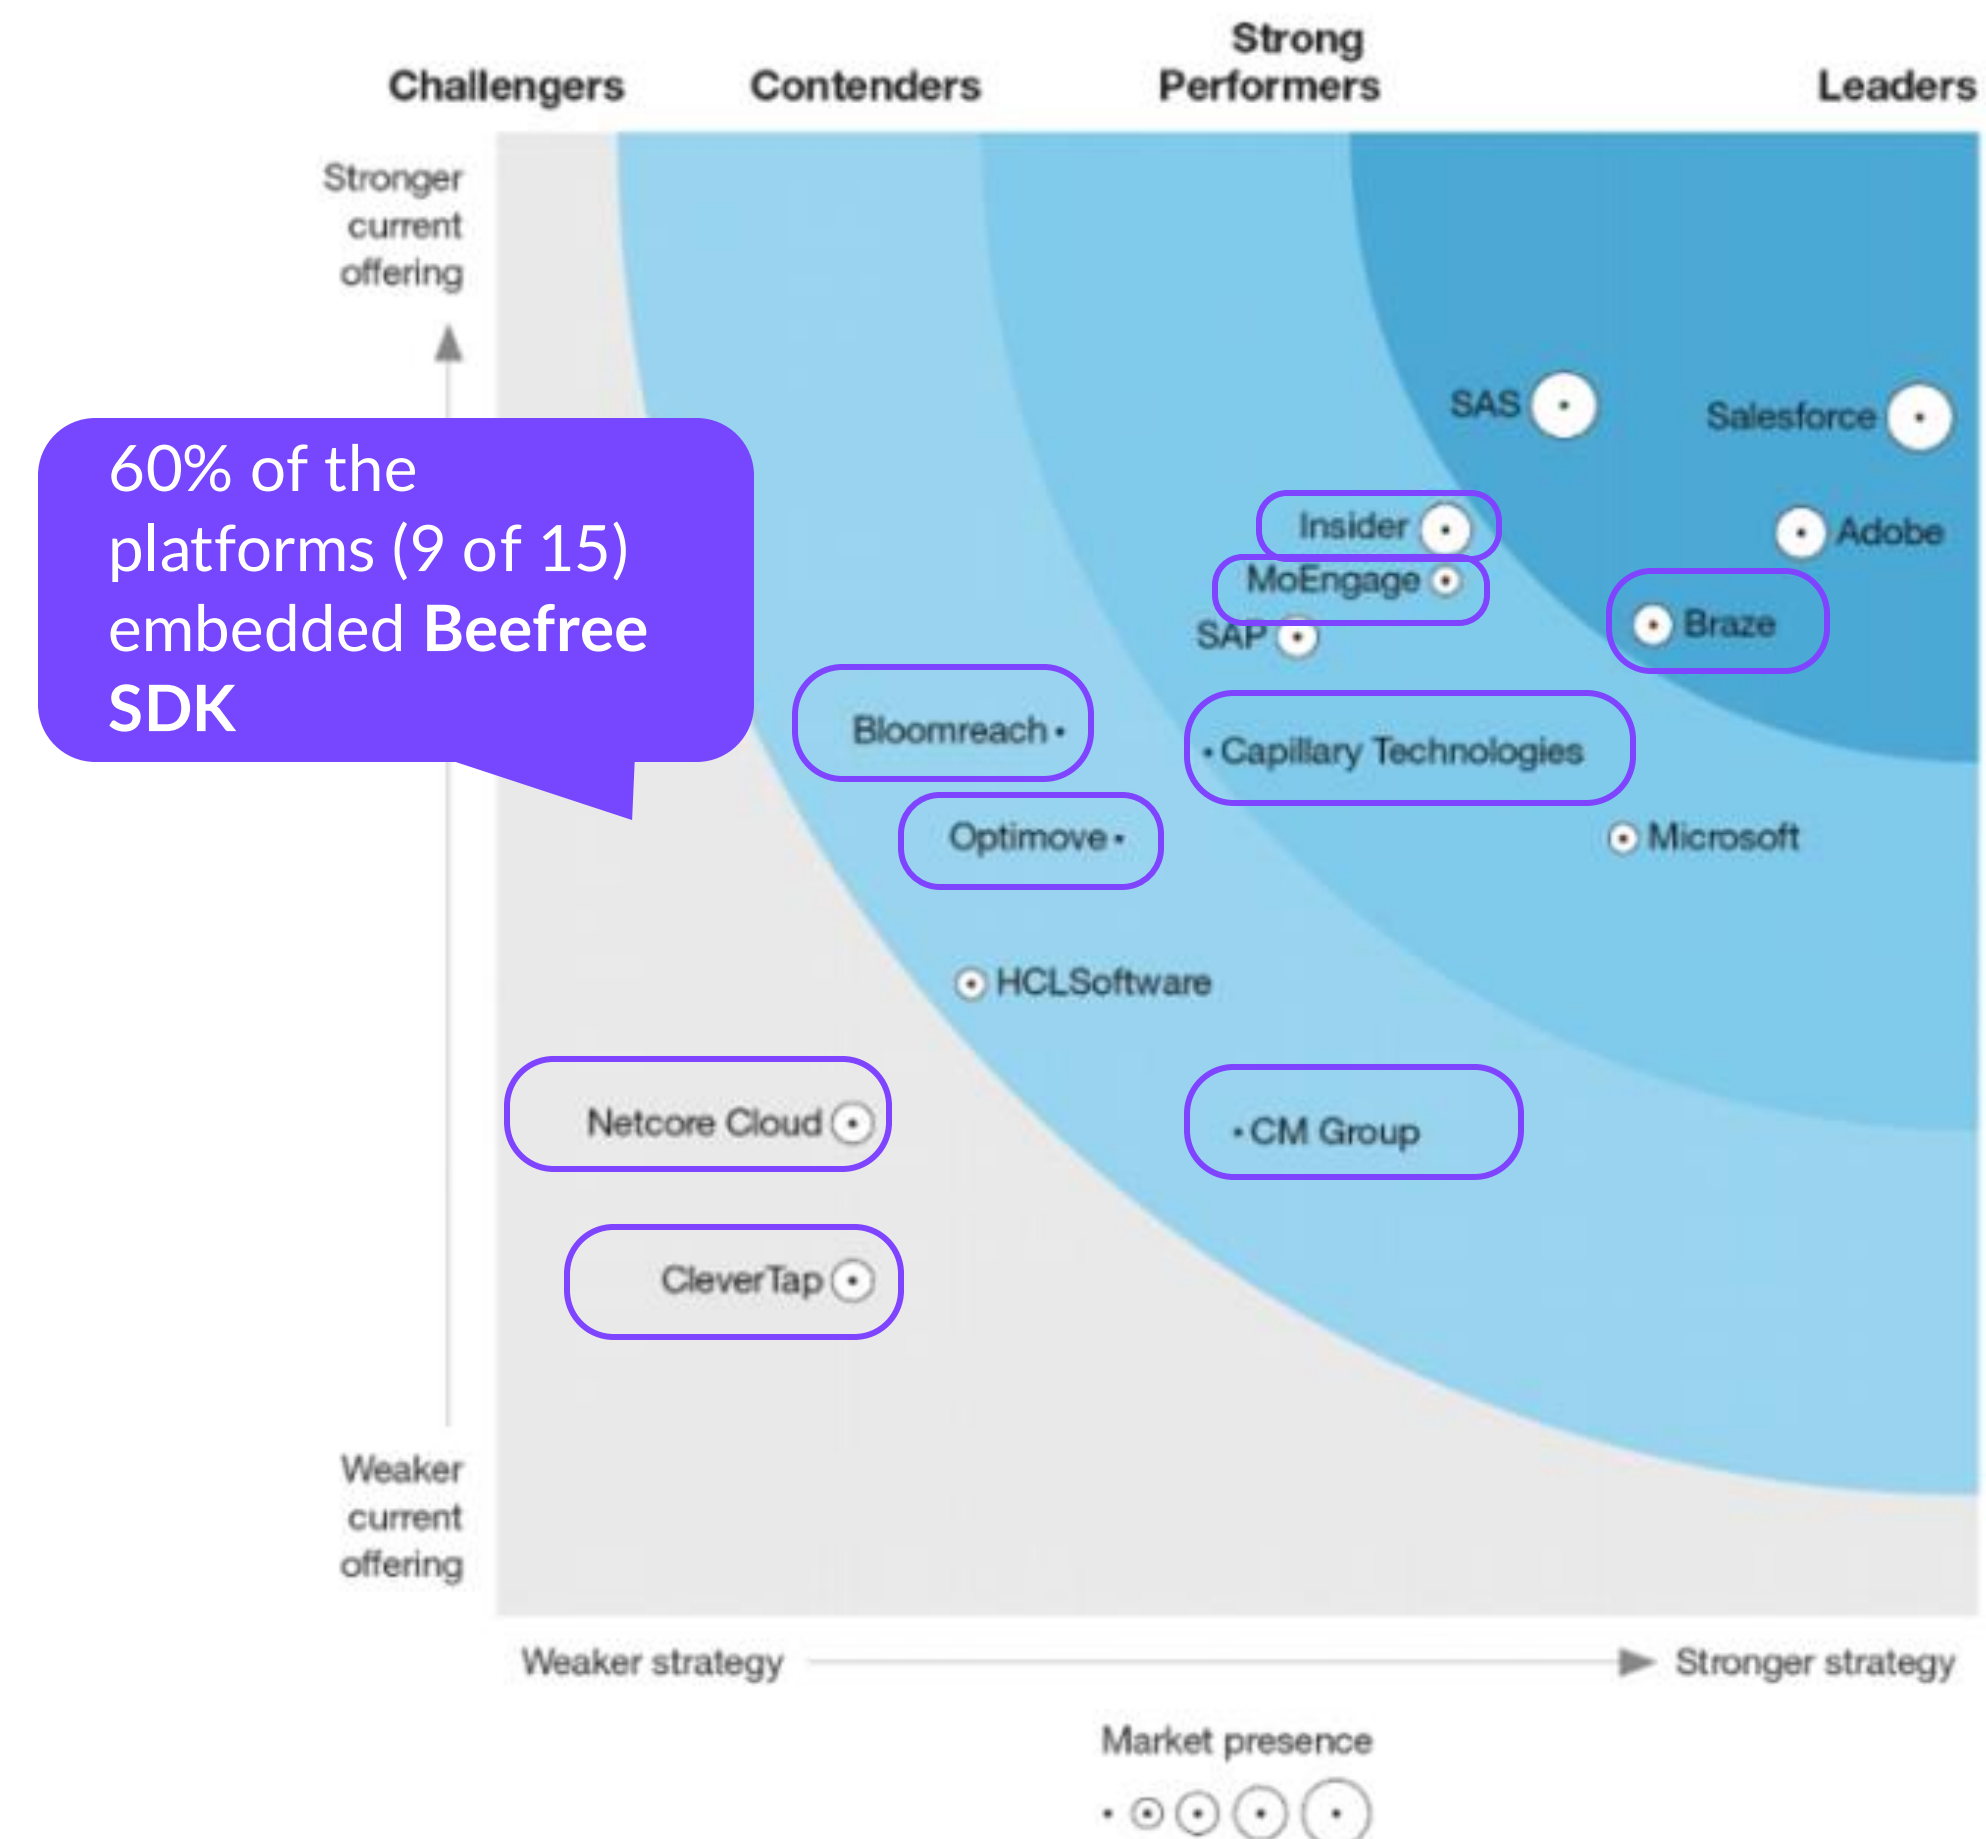 Strong
Challengers Contenders Performers Leaders
Stronger
current
offering
60% of the
platforms (9 of 15)
embedded Beefree
SDK
SAS
Salesforce
Insider
Adobe
MoEngage
Braze
SAP
Bloomreach
Capillary Technologies
Optimove
Microsoft
HCLSoftware
Netcore Cloud
CM Group
CleverTap
Weaker
current
offering
Weaker strategy
Stronger strategy
Market presence